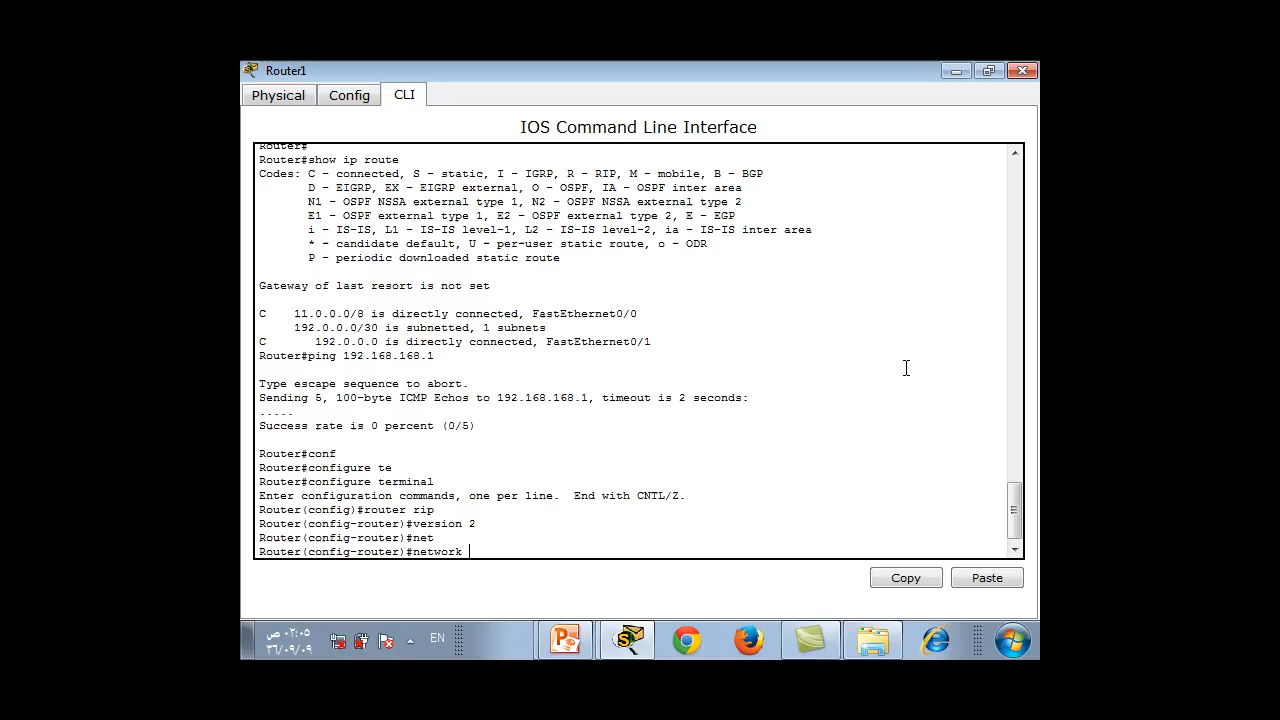 Router1
Physical Config CLI
IOS Command Line Interface
Router#
Router#show ip route
Codes: C - connected, S - static, I - IGRP, R - RIP, M - mobile, B - BGP
D - EIGRP, EX - EIGRP external, O - OSPF, IA - OSPF inter area
N1 - OSPF NSSA external type 1, N2 - OSPF NSSA external type 2
E1 - OSPF external type 1, E2 - OSPF external type 2, E - EGP
i - IS-IS, L1 - IS-IS level-1, L2 - IS-IS level-2, ia - IS-IS inter area
* - candidate default, U - per-user static route, o - ODR
P - periodic downloaded static route
Gateway of last resort is not set
C 11.0.0.0/8 is directly connected, FastEthernet0/0
192.0.0.0/30 is subnetted, 1 subnets
C 192.0.0.0 is directly connected, FastEthernet0/1
Router#ping 192.168.168.1
Type escape sequence to abort.
Sending 5, 100-byte ICMP Echos to 192.168.168.1, timeout is 2 seconds:
.....
Success rate is 0 percent (0/5)
Router#conf
Router#configure te
Router#configure terminal
Enter configuration commands, one per line. End with CNTL/Z.
Router(config)#router rip
Router(config-router)#version 2
Router(config-router)#net
Router(config-router)#network
Copy Paste
٠٢:٠٥ ص
٣٦/٠٩/٠٩
EN